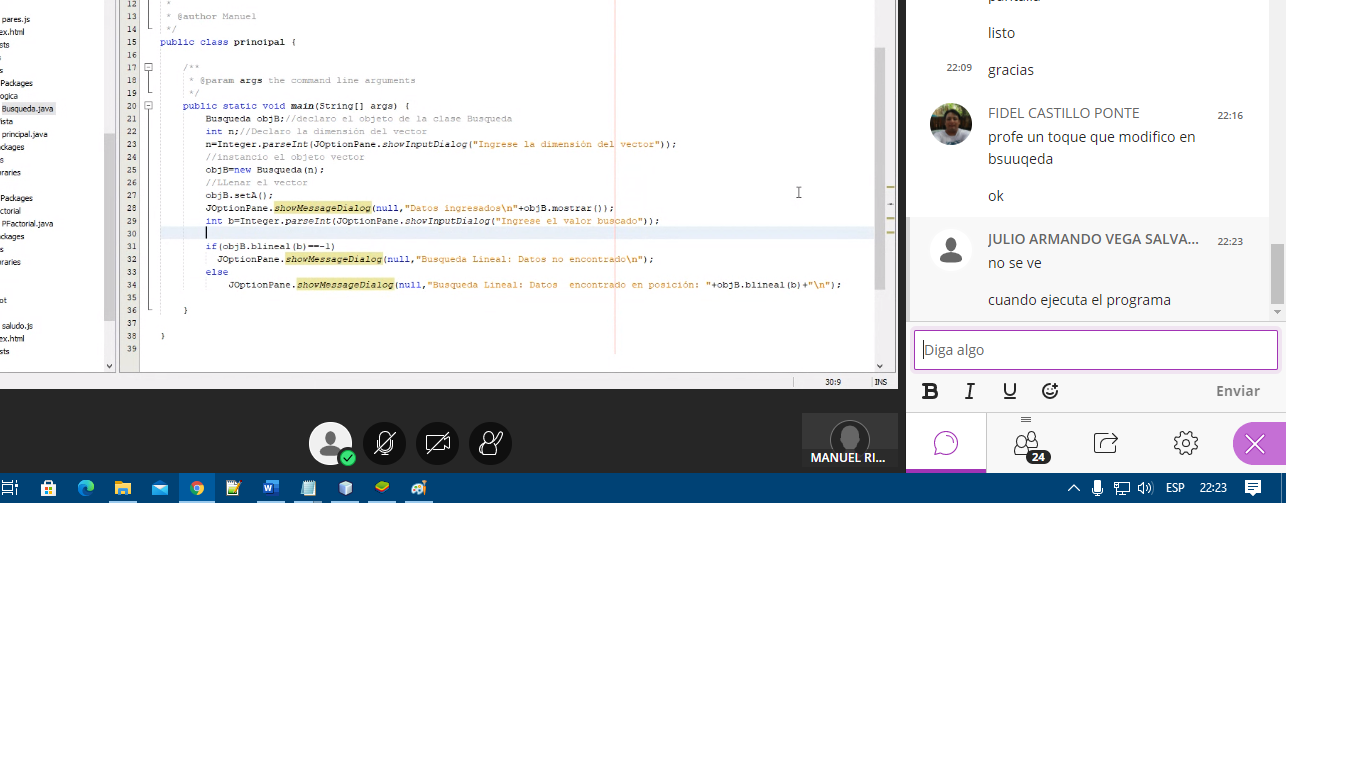 pares.js
ex.html
sts
s
Packages
ogica
Busqueda.java
ista
principal.java
ckages
s
raries
Packages
ctorial
PFactorial.java
ckages
raries
ot
saludo.js
ex.html
sts
12 *
13 * @author Manuel
14 */
15 public class principal {
16
17 /**
18 * @param args the command line arguments
19 */
20 public static void main(String[] args) {
21 Busqueda objB;//declaro el objeto de la clase Busqueda
22 int n;//Declaro la dimensión del vector
23 n=Integer.parseInt(JOptionPane.showInputDialog("Ingrese la dimensión del vector"));
24 //instancio el objeto vector
25 objB=new Busqueda(n);
26 //LLenar el vector
27 objB.setA();
28 JOptionPane.showMessageDialog(null,"Datos ingresados\n"+objB.mostrar());
29 int b=Integer.parseInt(JOptionPane.showInputDialog("Ingrese el valor buscado"));
30
31 if(objB.blineal(b)==-1)
32 JOptionPane.showMessageDialog(null,"Busqueda Lineal: Datos no encontrado\n");
33 else
34 JOptionPane.showMessageDialog(null,"Busqueda Lineal: Datos  encontrado en posición: "+objB.blineal(b)+"\n");
35
36 }
37
38 }
39
30:9 INS
MANUEL RI...
listo
22:09 gracias
FIDEL CASTILLO PONTE 22:16
profe un toque que modifico en
bsuuqeda
ok
JULIO ARMANDO VEGA SALVA... 22:23
no se ve
cuando ejecuta el programa
Diga algo
B I U Enviar
24
ESP 22:23